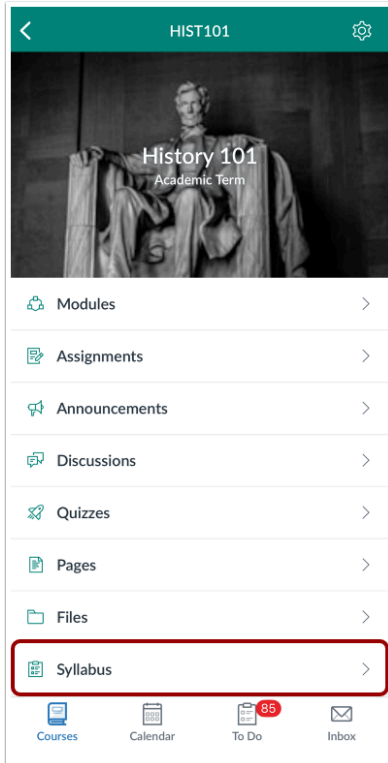 HIST101
History 101
Academic Term
Modules
Assignments
Announcements
Discussions
Quizzes
Pages
Files
Syllabus
85
Courses Calendar To Do Inbox